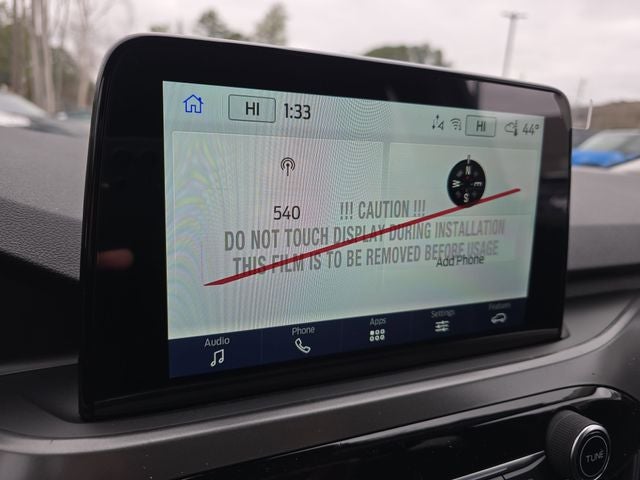 HI 1:33 HI 44°
N
W E
S
540
!!! CAUTION !!!
DO NOT TOUCH DISPLAY DURING INSTALLATION
THIS FILM IS TO BE REMOVED BEFORE USAGE
Add Phone
Audio Phone Apps Settings Features
TUNE